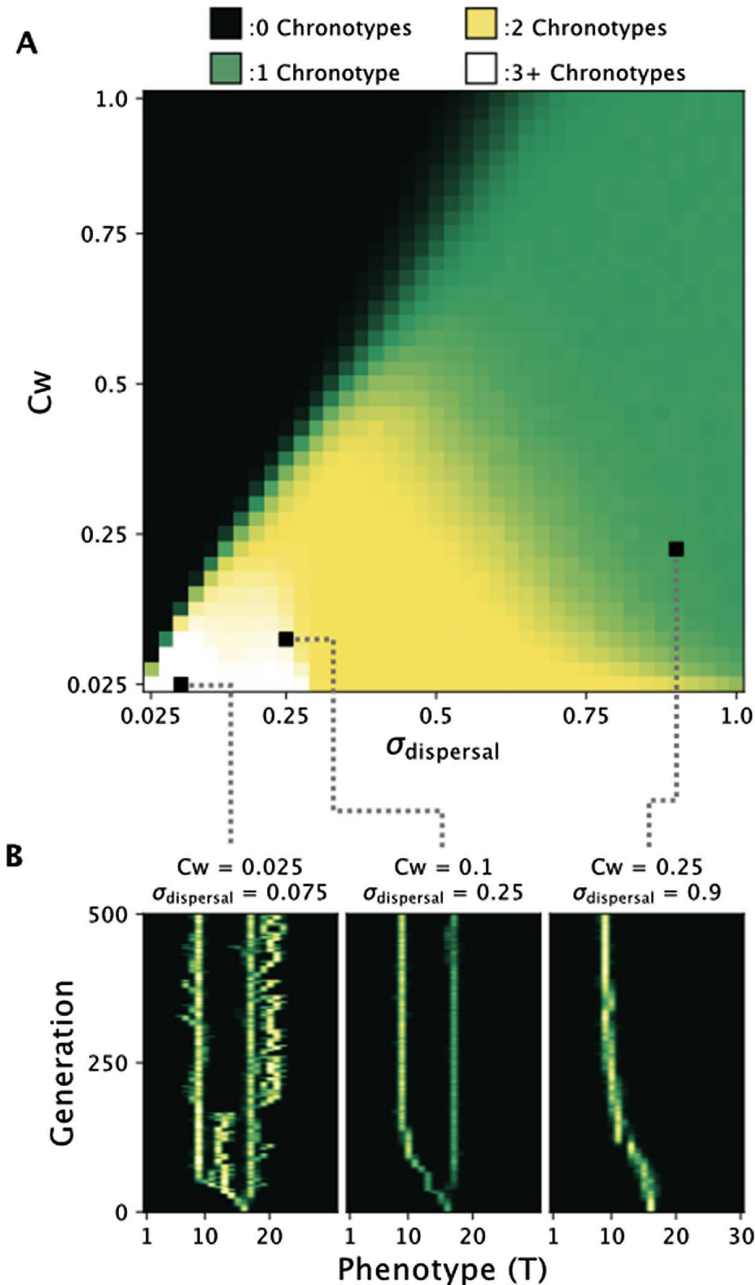 A
:0 Chronotypes :2 Chronotypes
:1 Chronotype :3+ Chronotypes
1.0
0.75
0.5
0.25
0.025
Cw
0.025 0.25 0.5 0.75 1.0
σdispersal
B
Cw = 0.025 Cw = 0.1 Cw = 0.25
σdispersal = 0.075 σdispersal = 0.25 σdispersal = 0.9
500
250
0
Generation
1 10 20 1 10 20 1 10 20 30
Phenotype (T)